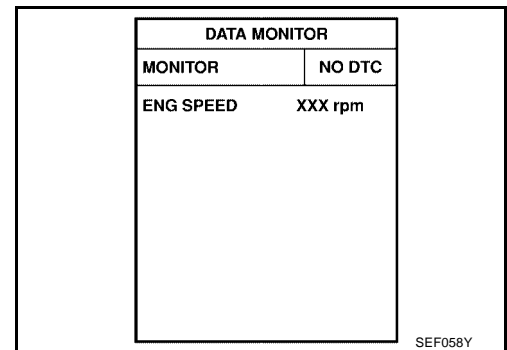 DATA MONITOR
MONITOR NO DTC
ENG SPEED XXX rpm
SEF058Y